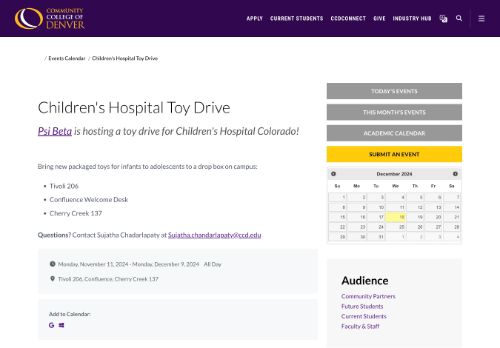 COMMUNITY
COLLEGE OF
DENVER
APPLY CURRENT STUDENTS CCDCONNECT GIVE INDUSTRY HUB
/ Events Calendar / Children's Hospital Toy Drive
Children's Hospital Toy Drive
Psi Beta is hosting a toy drive for Children's Hospital Colorado!
Bring new packaged toys for infants to adolescents to a drop box on campus:
• Tivoli 206
• Confluence Welcome Desk
• Cherry Creek 137
Questions? Contact Sujatha Chadarlapaty at Sujatha.chandarlapaty@ccd.edu
Monday, November 11, 2024 - Monday, December 9, 2024 All Day
Tivoli 206, Confluence, Cherry Creek 137
Add to Calendar:
TODAY'S EVENTS
THIS MONTH'S EVENTS
ACADEMIC CALENDAR
SUBMIT AN EVENT
December 2024
Su Mo Tu We Th Fr Sa
1 2 3 4 5 6 7
8 9 10 11 12 13 14
15 16 17 18 19 20 21
22 23 24 25 26 27 28
29 30 31 1 2 3 4
Audience
Community Partners
Future Students
Current Students
Faculty & Staff